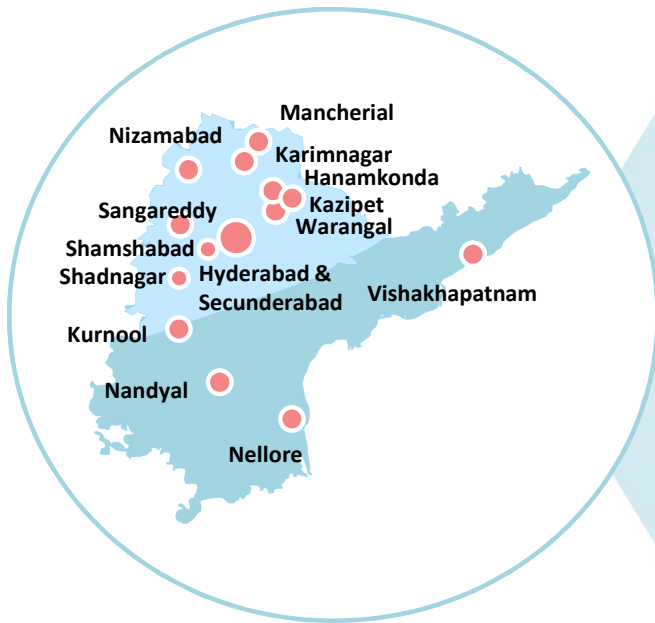 Mancherial
Nizamabad
Karimnagar
Hanamkonda
Sangareddy
Kazipet
Warangal
Shamshabad
Shadnagar
Hyderabad &
Secunderabad
Vishakhapatnam
Kurnool
Nandyal
Nellore